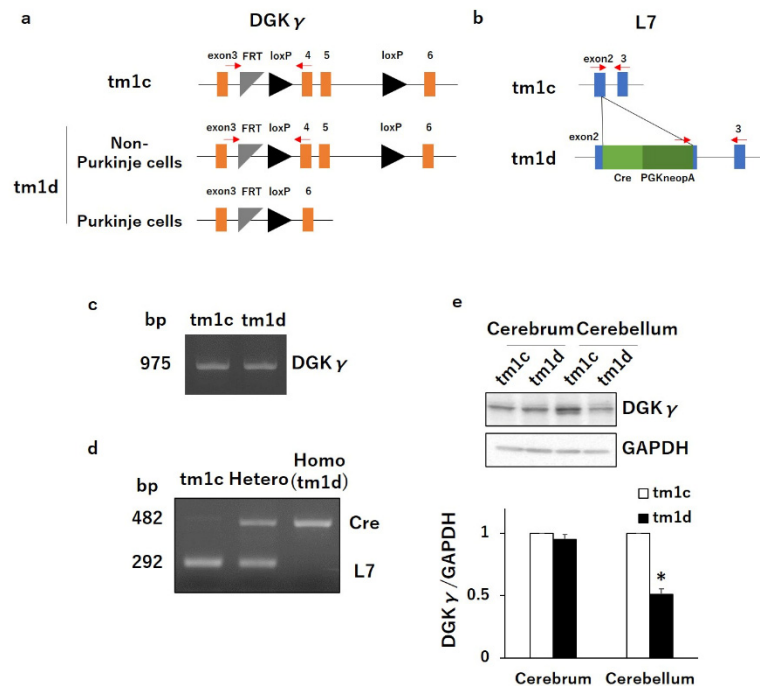 a
DGKγ
exon3 FRT loxP 4 5 loxP 6
tm1c
exon3 FRT loxP 4 5 loxP 6
Non-
Purkinje cells
tm1d
exon3 FRT loxP 6
Purkinje cells
b
L7
exon2 3
tm1c
exon2 3
tm1d
Cre PGKneopA
c
bp tm1c tm1d
975 DGKγ
d
bp tm1c Hetero Homo
(tm1d)
482 Cre
292 L7
e
Cerebrum Cerebellum
tm1c tm1d tm1c tm1d
DGKγ
GAPDH
tm1c
tm1d
DGKγ/GAPDH
1
0.5
0
*
Cerebrum Cerebellum